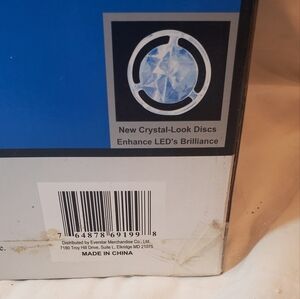 New Crystal-Look Discs
Enhance LED's Brilliance
7 64878 69199 8
Distributed by Everstar Merchandise Co., Ltd.
7180 Troy Hill Drive, Suite L, Elkridge MD 21075
MADE IN CHINA
c.